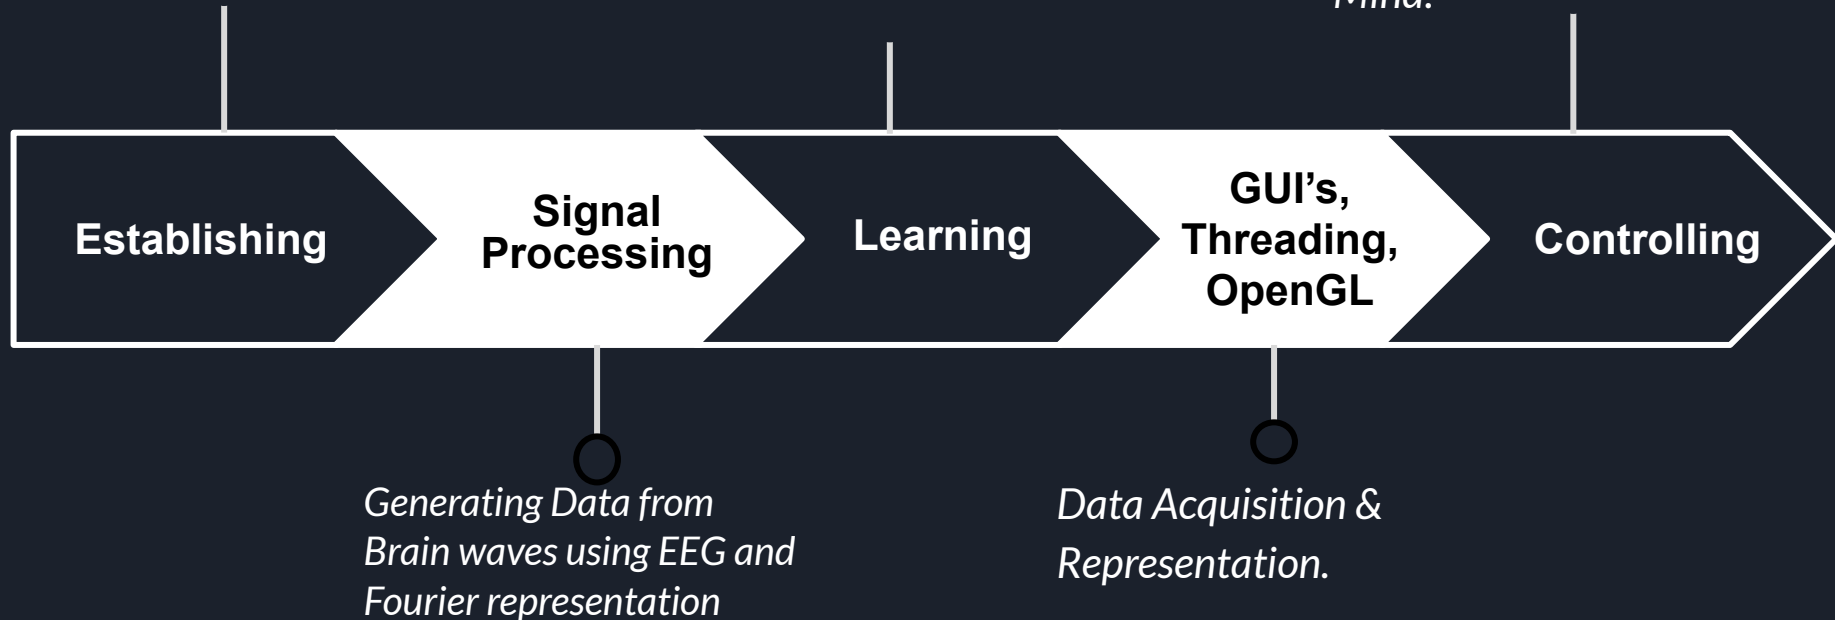 Mind.
Establishing
Signal
Processing
Learning
GUI’s,
Threading,
OpenGL
Controlling
Generating Data from
Brain waves using EEG and
Fourier representation
Data Acquisition &
Representation.